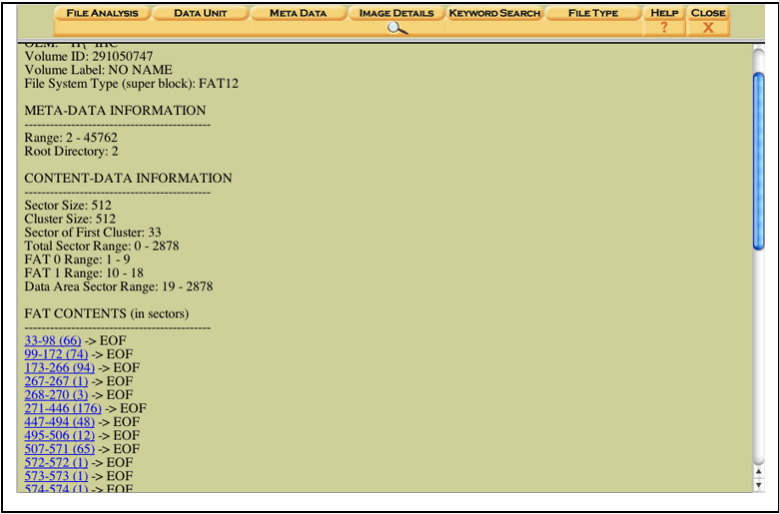 FILE ANALYSIS DATA UNIT META DATA IMAGE DETAILS KEYWORD SEARCH FILE TYPE HELP CLOSE
? X
OEM:
Volume ID: 291050747
Volume Label: NO NAME
File System Type (super block): FAT12
META-DATA INFORMATION
--------------------------------------------
Range: 2 - 45762
Root Directory: 2
CONTENT-DATA INFORMATION
--------------------------------------------
Sector Size: 512
Cluster Size: 512
Sector of First Cluster: 33
Total Sector Range: 0 - 2878
FAT 0 Range: 1 - 9
FAT 1 Range: 10 - 18
Data Area Sector Range: 19 - 2878
FAT CONTENTS (in sectors)
--------------------------------------------
33-98 (66) -> EOF
99-172 (74) -> EOF
173-266 (94) -> EOF
267-267 (1) -> EOF
268-270 (3) -> EOF
271-446 (176) -> EOF
447-494 (48) -> EOF
495-506 (12) -> EOF
507-571 (65) -> EOF
572-572 (1) -> EOF
573-573 (1) -> EOF
574-574 (1) -> EOF